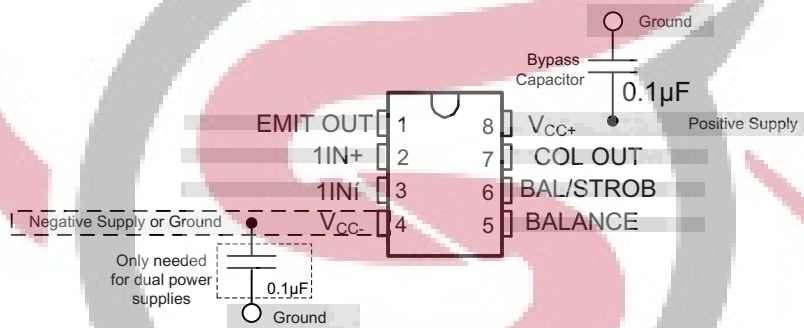 Ground
Bypass
Capacitor
0.1µF
EMIT OUT 1
8 VCC+
Positive Supply
1IN+ 2
7 COL OUT
1INí 3
6 BAL/STROB
Negative Supply or Ground
VCC- 4
5 BALANCE
Only needed
for dual power
supplies
0.1µF
Ground